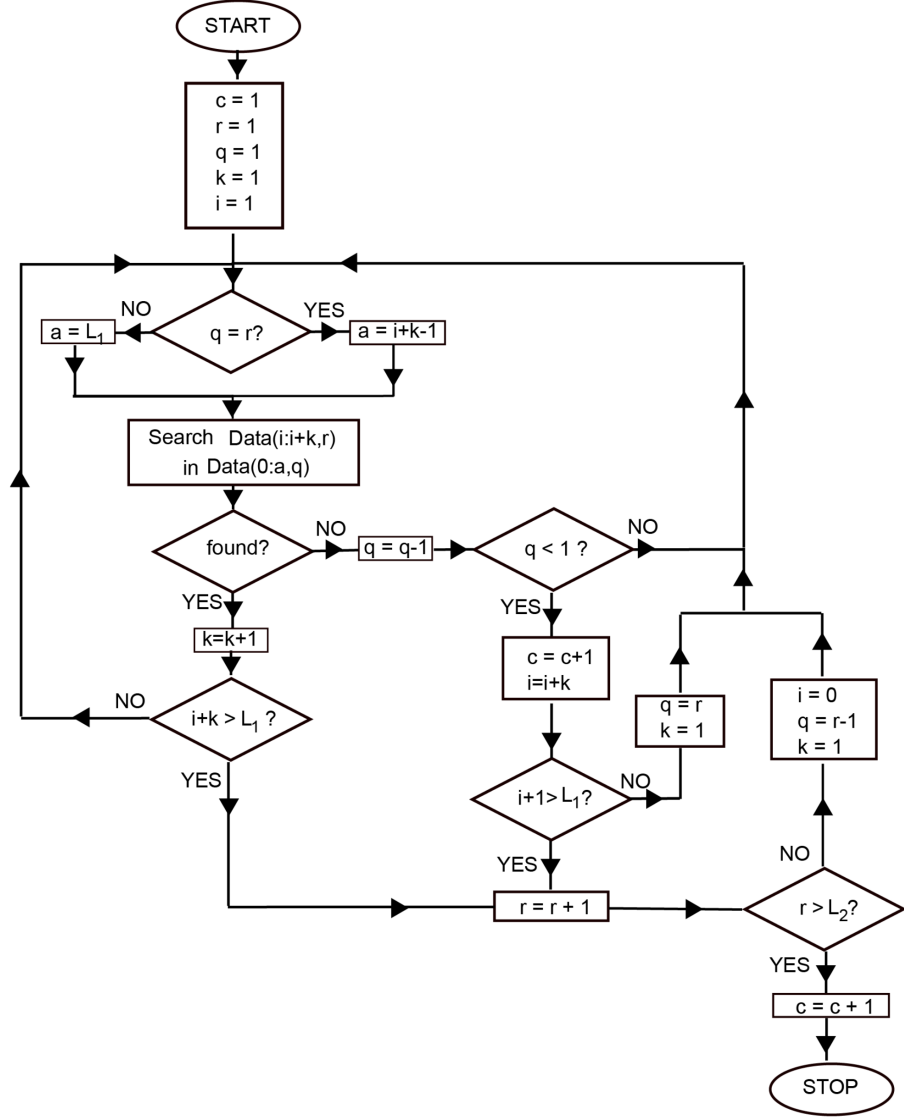 START
c = 1
r = 1
q = 1
k = 1
i = 1
NO
q = r?
YES
a = L1
a = i+k-1
Search Data(i:i+k,r)
in Data(0:a,q)
found?
NO
q = q-1
q < 1 ?
NO
YES
k=k+1
YES
c = c+1
i=i+k
NO
i+k > L1 ?
YES
q = r
k = 1
i = 0
q = r-1
k = 1
i+1> L1?
NO
YES
NO
r = r + 1
r > L2?
YES
c = c + 1
STOP